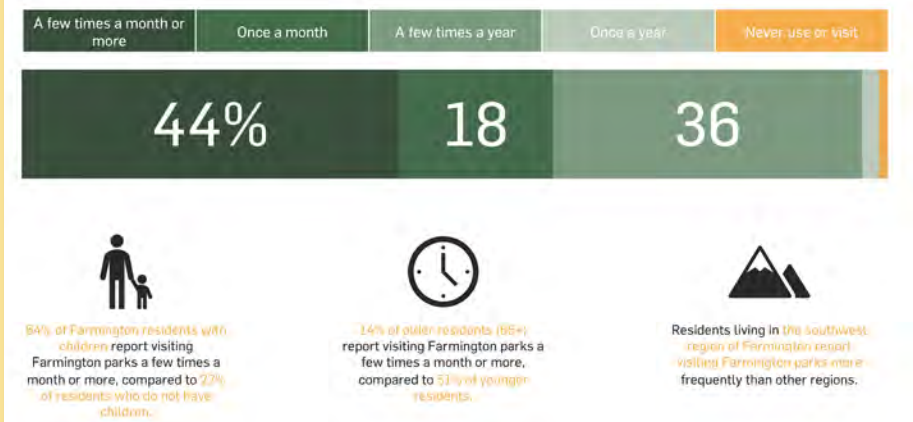 A few times a month or
more
Once a month
A few times a year
Once a year
Never use or visit
44%
18
36
64% of Farmington residents with
children report visiting
Farmington parks a few times a
month or more, compared to 27%
of residents who do not have
children.
14% of older residents (65+)
report visiting Farmington parks a
few times a month or more,
compared to 51% of younger
residents.
Residents living in the southwest
region of Farmington report
visiting Farmington parks more
frequently than other regions.